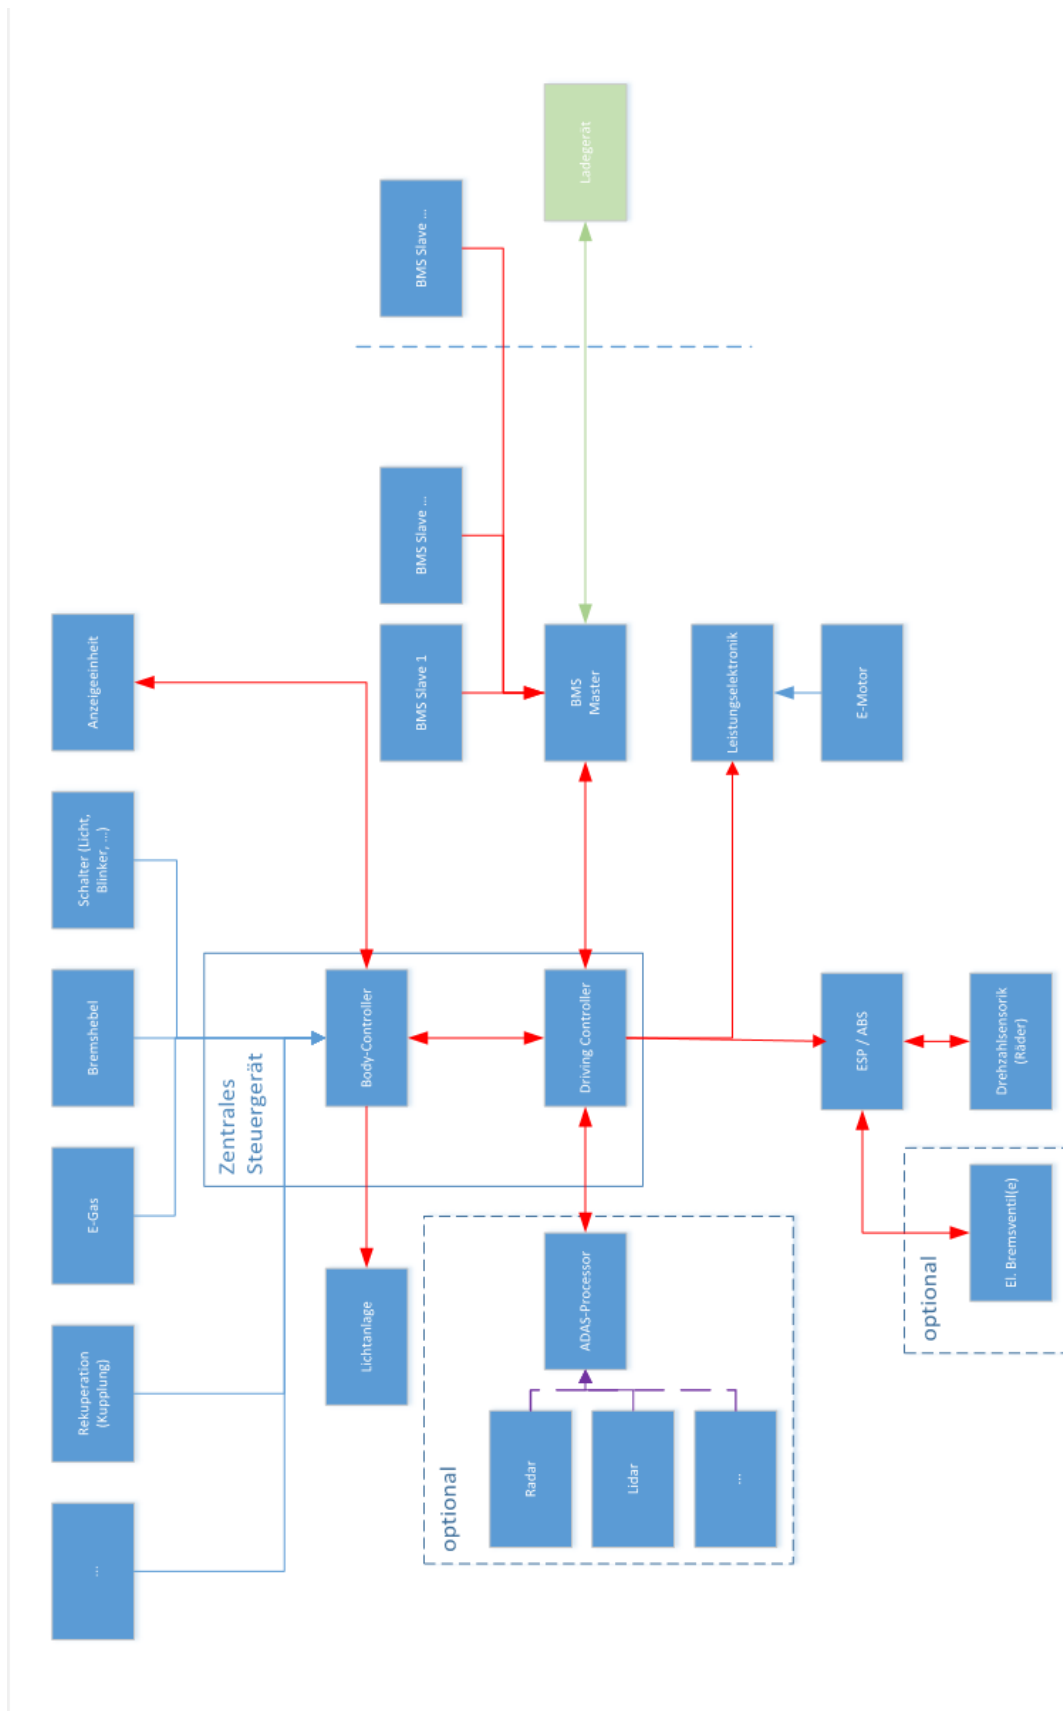 ...
Rekuperation
(Kupplung)
E-Gas
Bremshebel
Schalter (Licht,
Blinker, ...)
Anzeigeeinheit
Zentrales
Steuergerät
Lichtanlage
Body-Controller
BMS Slave 1
BMS Slave ...
BMS Slave ...
optional
Radar
Lidar
...
ADAS-Processor
Driving Controller
BMS
Master
Ladegerät
Leistungselektronik
E-Motor
ESP / ABS
optional
El. Bremsventil(e)
Drehzahlsensorik
(Räder)